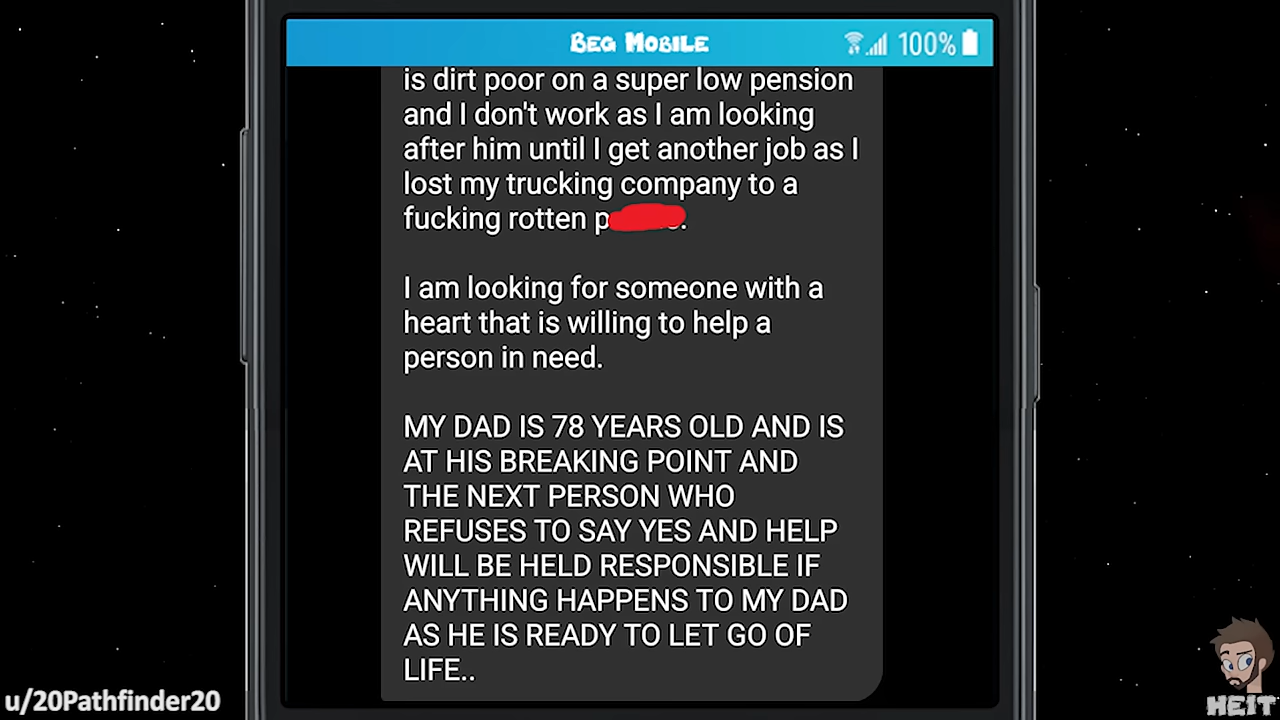 Beg Mobile
100%
is dirt poor on a super low pension
and I don't work as I am looking
after him until I get another job as I
lost my trucking company to a
fucking rotten p
I am looking for someone with a
heart that is willing to help a
person in need.
MY DAD IS 78 YEARS OLD AND IS
AT HIS BREAKING POINT AND
THE NEXT PERSON WHO
REFUSES TO SAY YES AND HELP
WILL BE HELD RESPONSIBLE IF
ANYTHING HAPPENS TO MY DAD
AS HE IS READY TO LET GO OF
LIFE..
u/20Pathfinder20
HEIT